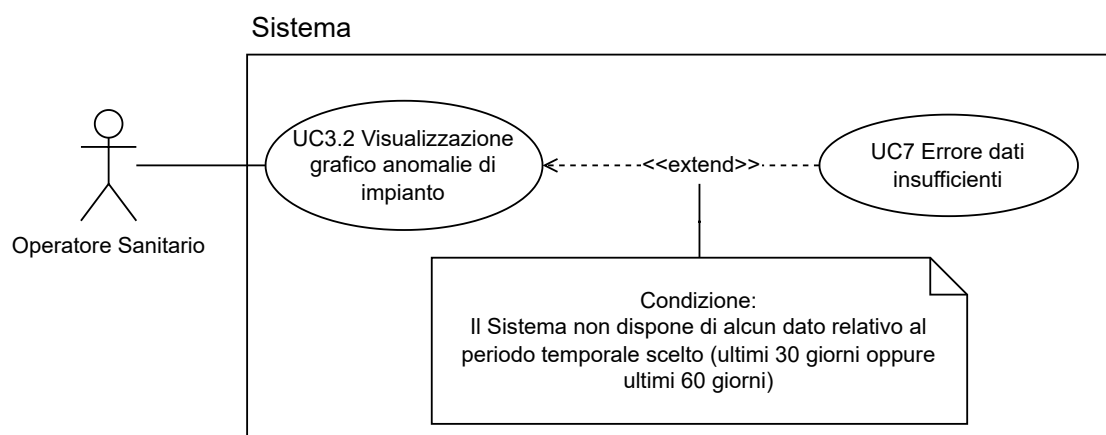 Sistema
UC3.2 Visualizzazione
grafico anomalie di
impianto
<<extend>>
UC7 Errore dati
insufficienti
Operatore Sanitario
Condizione:
Il Sistema non dispone di alcun dato relativo al
periodo temporale scelto (ultimi 30 giorni oppure
ultimi 60 giorni)